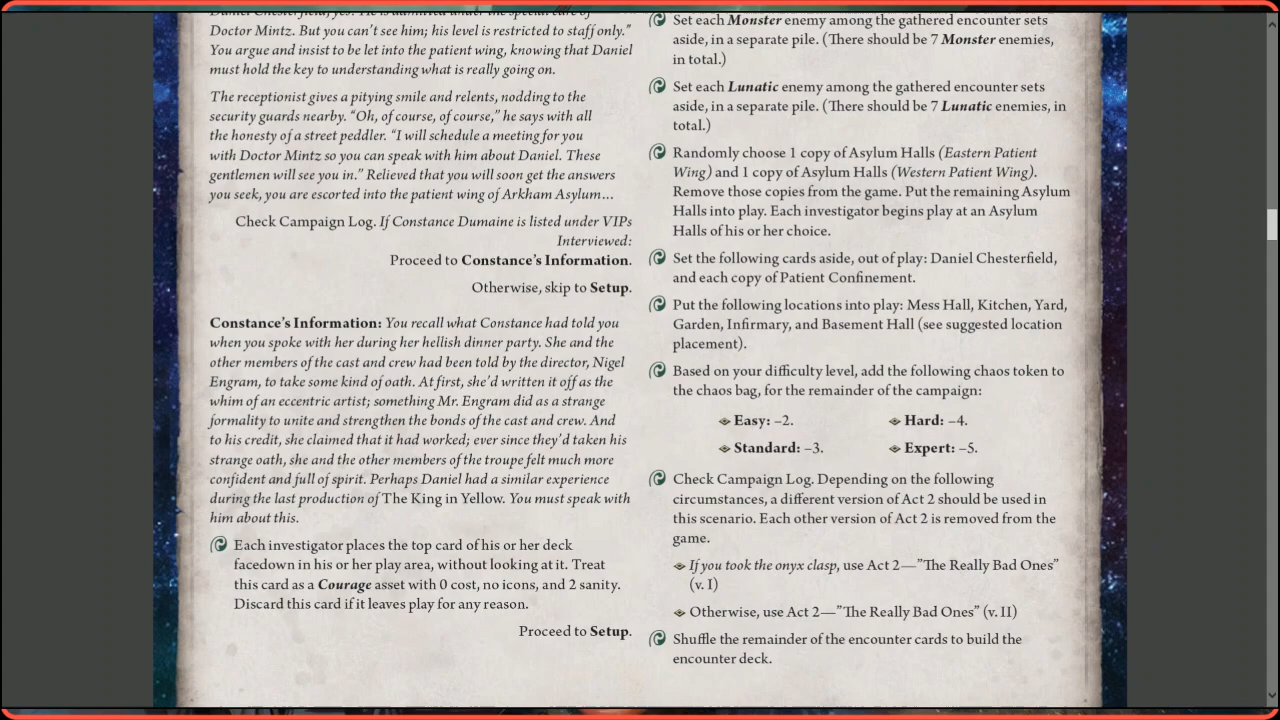 Daniel Chesterfield, yes. He is admitted under the special care of
Doctor Mintz. But you can't see him; his level is restricted to staff only."
You argue and insist to be let into the patient wing, knowing that Daniel
must hold the key to understanding what is really going on.
The receptionist gives a pitying smile and relents, nodding to the
security guards nearby. "Oh, of course, of course," he says with all
the honesty of a street peddler. "I will schedule a meeting for you
with Doctor Mintz so you can speak with him about Daniel. These
gentlemen will see you in." Relieved that you will soon get the answers
you seek, you are escorted into the patient wing of Arkham Asylum…
Check Campaign Log. If Constance Dumaine is listed under VIPs
Interviewed:
Proceed to Constance's Information.
Otherwise, skip to Setup.
Constance's Information: You recall what Constance had told you
when you spoke with her during her hellish dinner party. She and the
other members of the cast and crew had been told by the director, Nigel
Engram, to take some kind of oath. At first, she'd written it off as the
whim of an eccentric artist; something Mr. Engram did as a strange
formality to unite and strengthen the bonds of the cast and crew. And
to his credit, she claimed that it had worked; ever since they'd taken his
strange oath, she and the other members of the troupe felt much more
confident and full of spirit. Perhaps Daniel had a similar experience
during the last production of The King in Yellow. You must speak with
him about this.
Each investigator places the top card of his or her deck
facedown in his or her play area, without looking at it. Treat
this card as a Courage asset with 0 cost, no icons, and 2 sanity.
Discard this card if it leaves play for any reason.
Proceed to Setup.
Set each Monster enemy among the gathered encounter sets
aside, in a separate pile. (There should be 7 Monster enemies,
in total.)
Set each Lunatic enemy among the gathered encounter sets
aside, in a separate pile. (There should be 7 Lunatic enemies, in
total.)
Randomly choose 1 copy of Asylum Halls (Eastern Patient
Wing) and 1 copy of Asylum Halls (Western Patient Wing).
Remove those copies from the game. Put the remaining Asylum
Halls into play. Each investigator begins play at an Asylum
Halls of his or her choice.
Set the following cards aside, out of play: Daniel Chesterfield,
and each copy of Patient Confinement.
Put the following locations into play: Mess Hall, Kitchen, Yard,
Garden, Infirmary, and Basement Hall (see suggested location
placement).
Based on your difficulty level, add the following chaos token to
the chaos bag, for the remainder of the campaign:
Easy: –2. Hard: –4.
Standard: –3. Expert: –5.
Check Campaign Log. Depending on the following
circumstances, a different version of Act 2 should be used in
this scenario. Each other version of Act 2 is removed from the
game.
If you took the onyx clasp, use Act 2—"The Really Bad Ones"
(v. I)
Otherwise, use Act 2—"The Really Bad Ones" (v. II)
Shuffle the remainder of the encounter cards to build the
encounter deck.